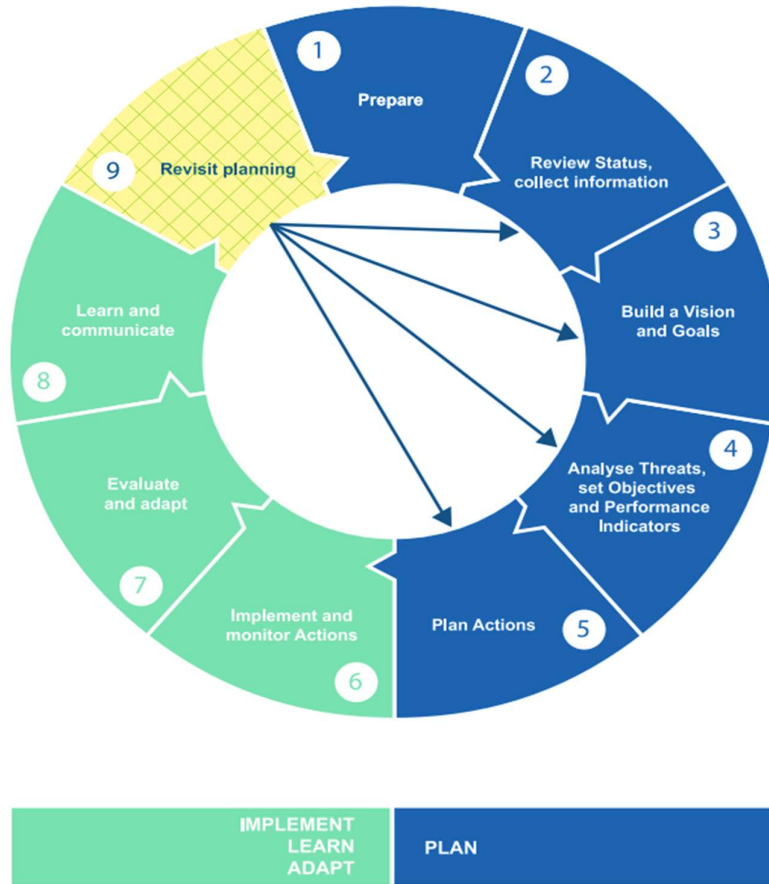 1
Prepare
2
Review Status,
collect information
3
Build a Vision
and Goals
4
Analyse Threats,
set Objectives
and Performance
Indicators
5
Plan Actions
6
Implement and
monitor Actions
7
Evaluate
and adapt
8
Learn and
communicate
9
Revisit planning
IMPLEMENT
LEARN
ADAPT
PLAN